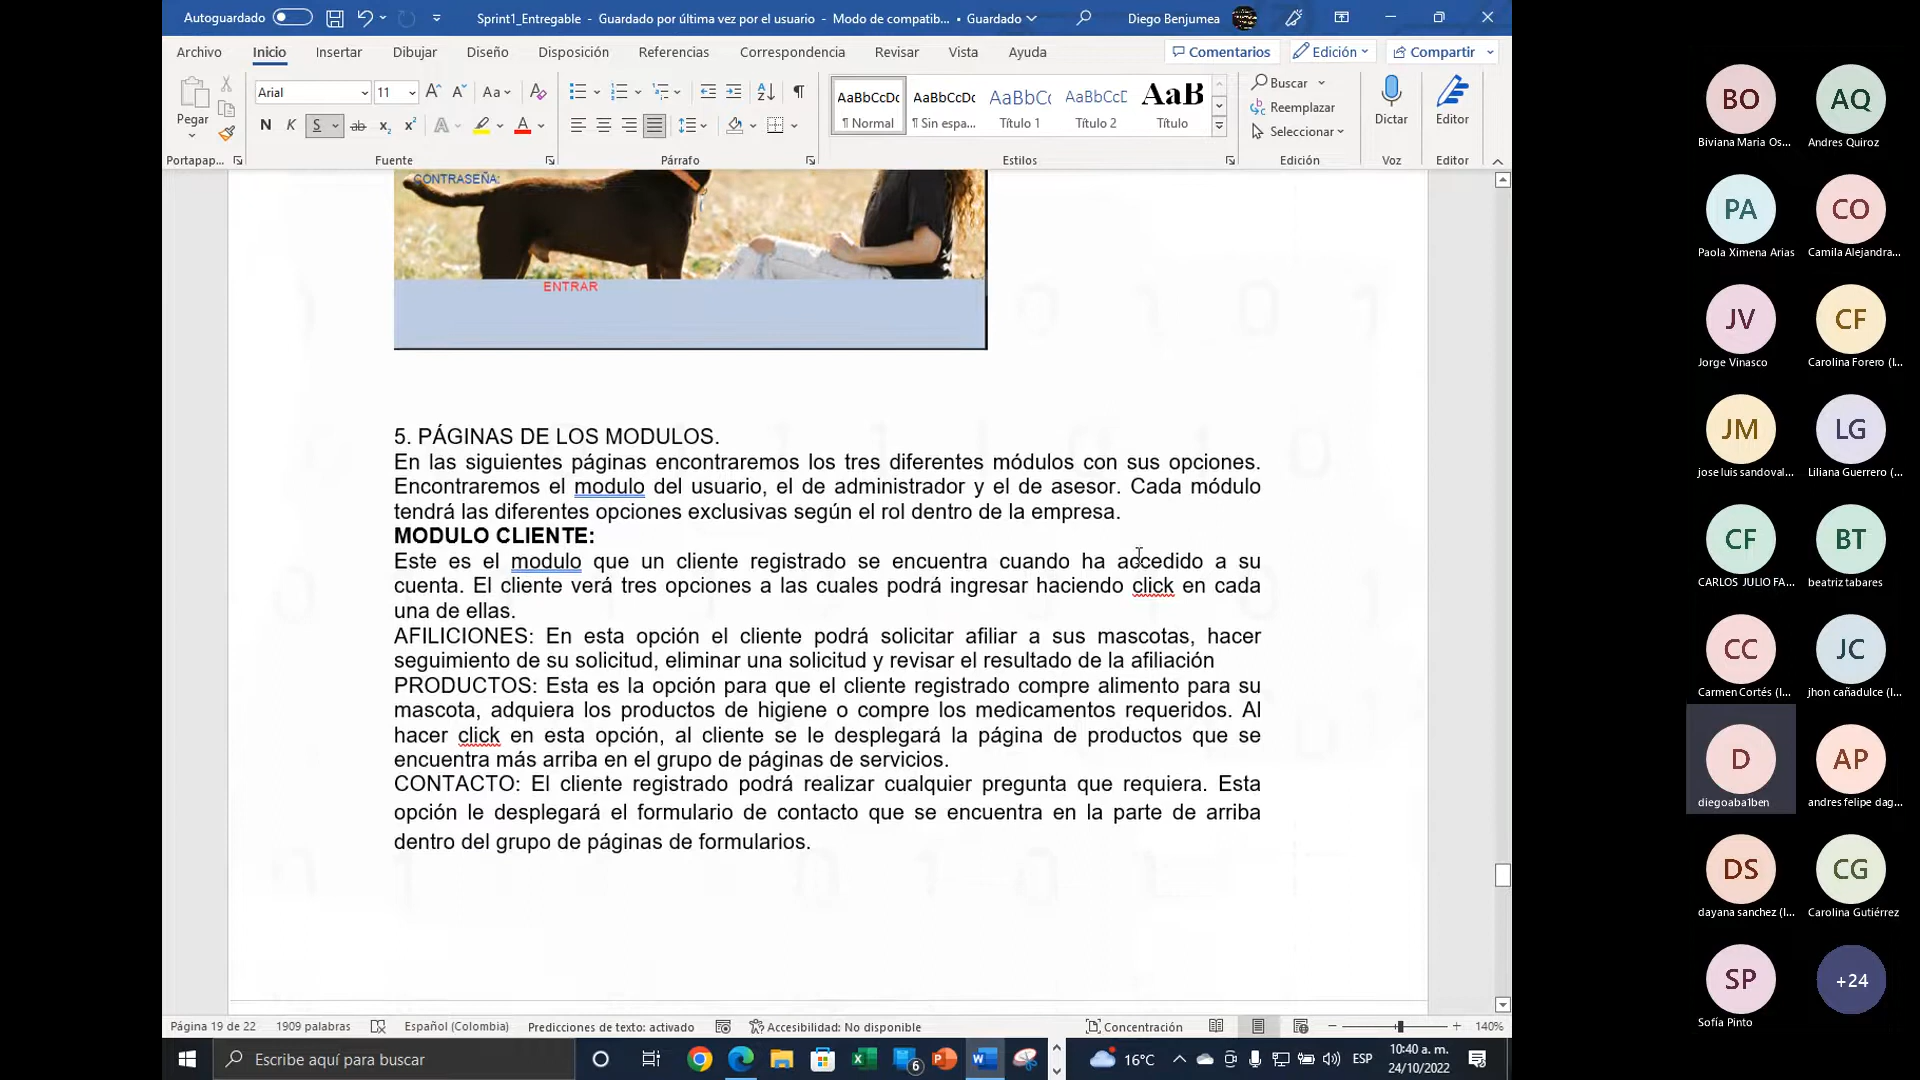 Autoguardado
Sprint1_Entregable - Guardado por última vez por el usuario - Modo de compatib... • Guardado
Diego Benjumea
Archivo Inicio Insertar Dibujar Diseño Disposición Referencias Correspondencia Revisar Vista Ayuda
Comentarios Edición Compartir
Pegar
Arial 11
N K S ab x₂ x²
AaBbCcDc AaBbCcDc AaBbC( AaBbCcE AaB
¶ Normal ¶ Sin espa... Título 1 Título 2 Título
Buscar
Reemplazar
Seleccionar
Dictar
Editor
Portapap... Fuente Párrafo Estilos Edición Voz Editor
CONTRASEÑA:
ENTRAR
5. PÁGINAS DE LOS MODULOS.
En las siguientes páginas encontraremos los tres diferentes módulos con sus opciones.
Encontraremos el modulo del usuario, el de administrador y el de asesor. Cada módulo
tendrá las diferentes opciones exclusivas según el rol dentro de la empresa.
MODULO CLIENTE:
Este es el modulo que un cliente registrado se encuentra cuando ha accedido a su
cuenta. El cliente verá tres opciones a las cuales podrá ingresar haciendo click en cada
una de ellas.
AFILICIONES: En esta opción el cliente podrá solicitar afiliar a sus mascotas, hacer
seguimiento de su solicitud, eliminar una solicitud y revisar el resultado de la afiliación
PRODUCTOS: Esta es la opción para que el cliente registrado compre alimento para su
mascota, adquiera los productos de higiene o compre los medicamentos requeridos. Al
hacer click en esta opción, al cliente se le desplegará la página de productos que se
encuentra más arriba en el grupo de páginas de servicios.
CONTACTO: El cliente registrado podrá realizar cualquier pregunta que requiera. Esta
opción le desplegará el formulario de contacto que se encuentra en la parte de arriba
dentro del grupo de páginas de formularios.
Página 19 de 22 1909 palabras Español (Colombia) Predicciones de texto: activado Accesibilidad: No disponible Concentración 140%
Escribe aquí para buscar
6
16°C ESP
10:40 a. m.
24/10/2022
BO AQ
Biviana Maria Os... Andres Quiroz
PA CO
Paola Ximena Arias Camila Alejandra...
JV CF
Jorge Vinasco Carolina Forero (I...
JM LG
jose luis sandoval... Liliana Guerrero (...
CF BT
CARLOS JULIO FA... beatriz tabares
CC JC
Carmen Cortés (I... jhon cañadulce (I...
D AP
diegoaba1ben andres felipe dag...
DS CG
dayana sanchez (I... Carolina Gutiérrez
SP +24
Sofía Pinto